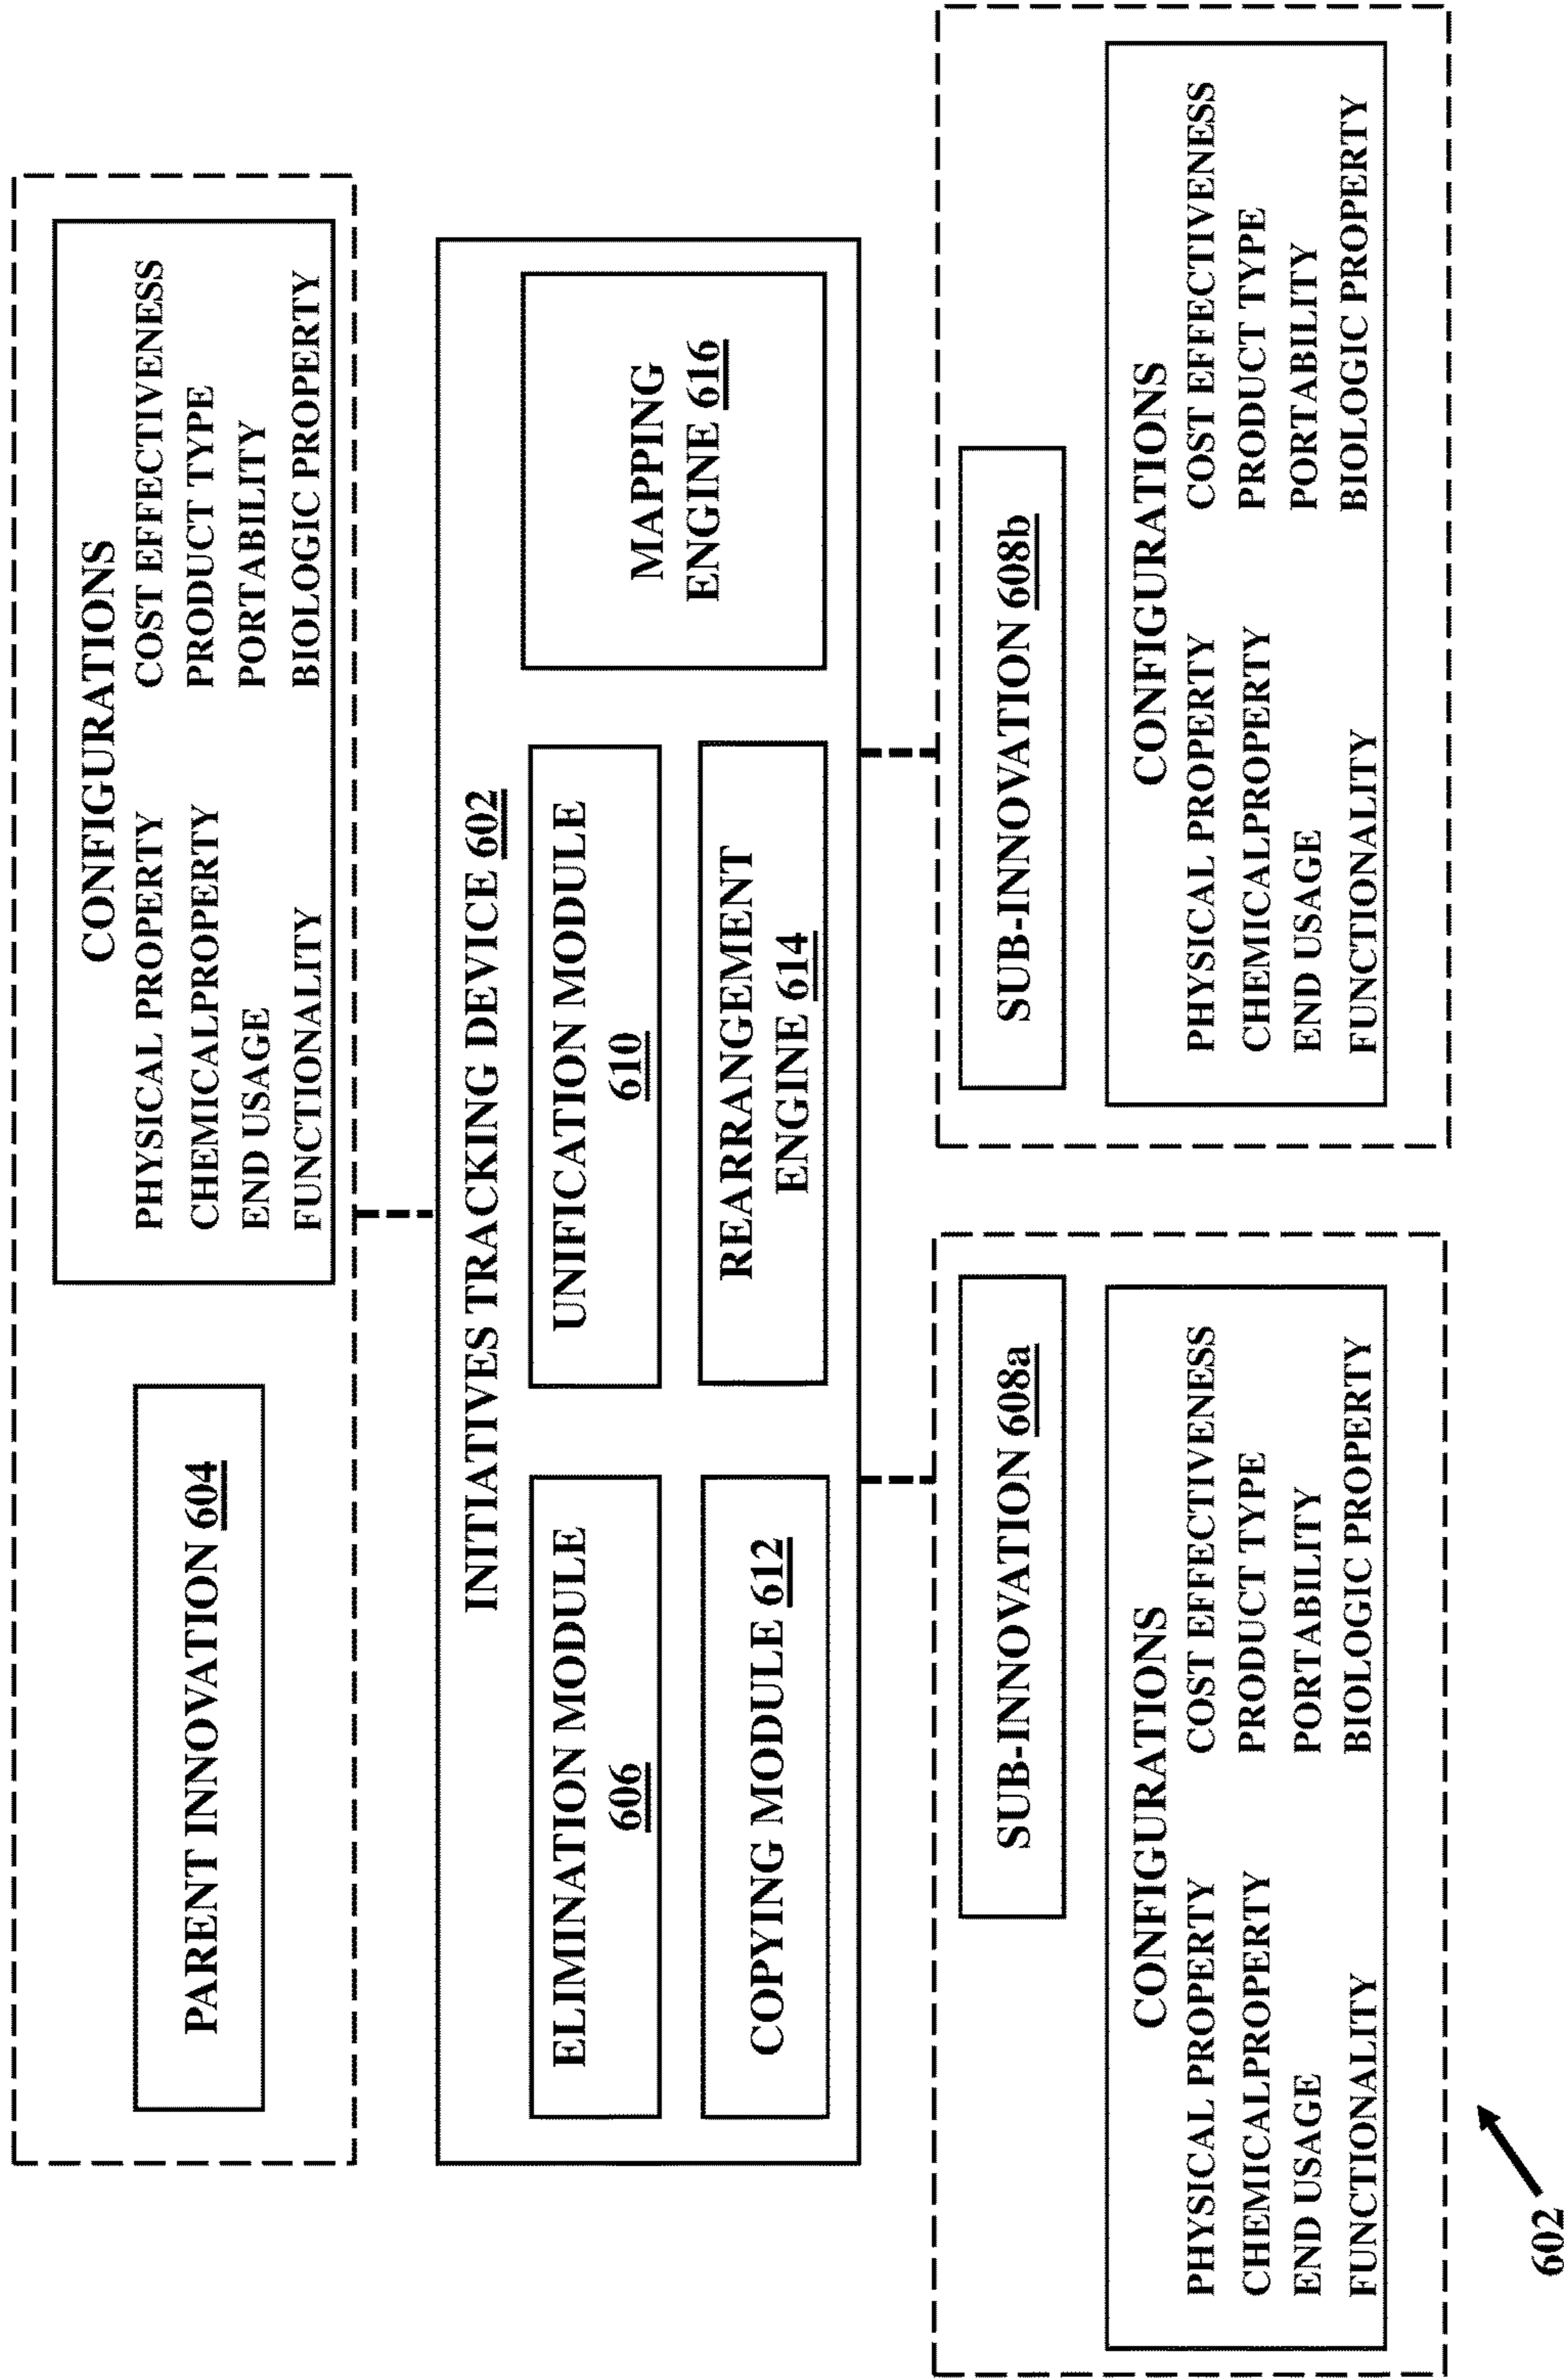 PARENT INNOVATION 604
CONFIGURATIONS
PHYSICAL PROPERTY
COST EFFECTIVENESS
CHEMICALPROPERTY
PRODUCT TYPE
END USAGE
PORTABILITY
FUNCTIONALITY
BIOLOGIC PROPERTY
INITIATIVES TRACKING DEVICE 602
ELIMINATION MODULE
606
UNIFICATION MODULE
610
COPYING MODULE 612
REARRANGEMENT
ENGINE 614
MAPPING
ENGINE 616
SUB-INNOVATION 608a
CONFIGURATIONS
PHYSICAL PROPERTY
COST EFFECTIVENESS
CHEMICALPROPERTY
PRODUCT TYPE
END USAGE
PORTABILITY
FUNCTIONALITY
BIOLOGIC PROPERTY
SUB-INNOVATION 608b
CONFIGURATIONS
PHYSICAL PROPERTY
COST EFFECTIVENESS
CHEMICALPROPERTY
PRODUCT TYPE
END USAGE
PORTABILITY
FUNCTIONALITY
BIOLOGIC PROPERTY
602